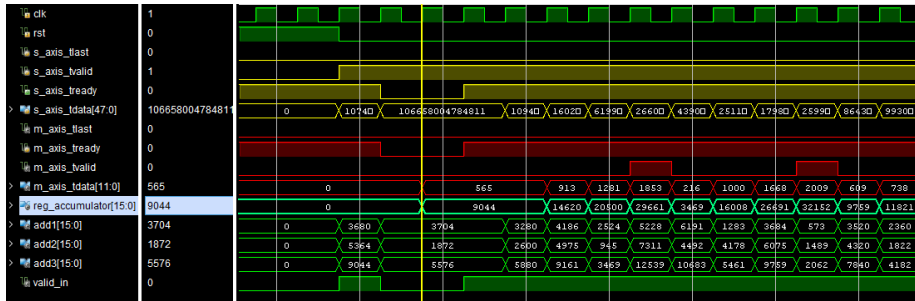 clk 1
rst 0
s_axis_tlast 0
s_axis_tvalid 1
s_axis_tready 0
s_axis_tdata[47:0] 106658004784811 0 1074 106658004784811 1094 1602 6199 2660 4390 2511 1798 2599 8643 9930
m_axis_tlast 0
m_axis_tready 0
m_axis_tvalid 0
m_axis_tdata[11:0] 565 0 565 913 1281 1853 216 1000 1668 2009 609 738
reg_accumulator[15:0] 9044 0 9044 14620 20500 29661 3469 16008 26691 32152 9759 11821
add1[15:0] 3704 0 3680 3704 3280 4186 2524 5228 6191 1283 3684 573 3520 2360
add2[15:0] 1872 0 5364 1872 2600 4975 945 7311 4492 4178 6075 1489 4320 1822
add3[15:0] 5576 0 9044 5576 5880 9161 3469 12539 10683 5461 9759 2062 7840 4182
valid_in 0